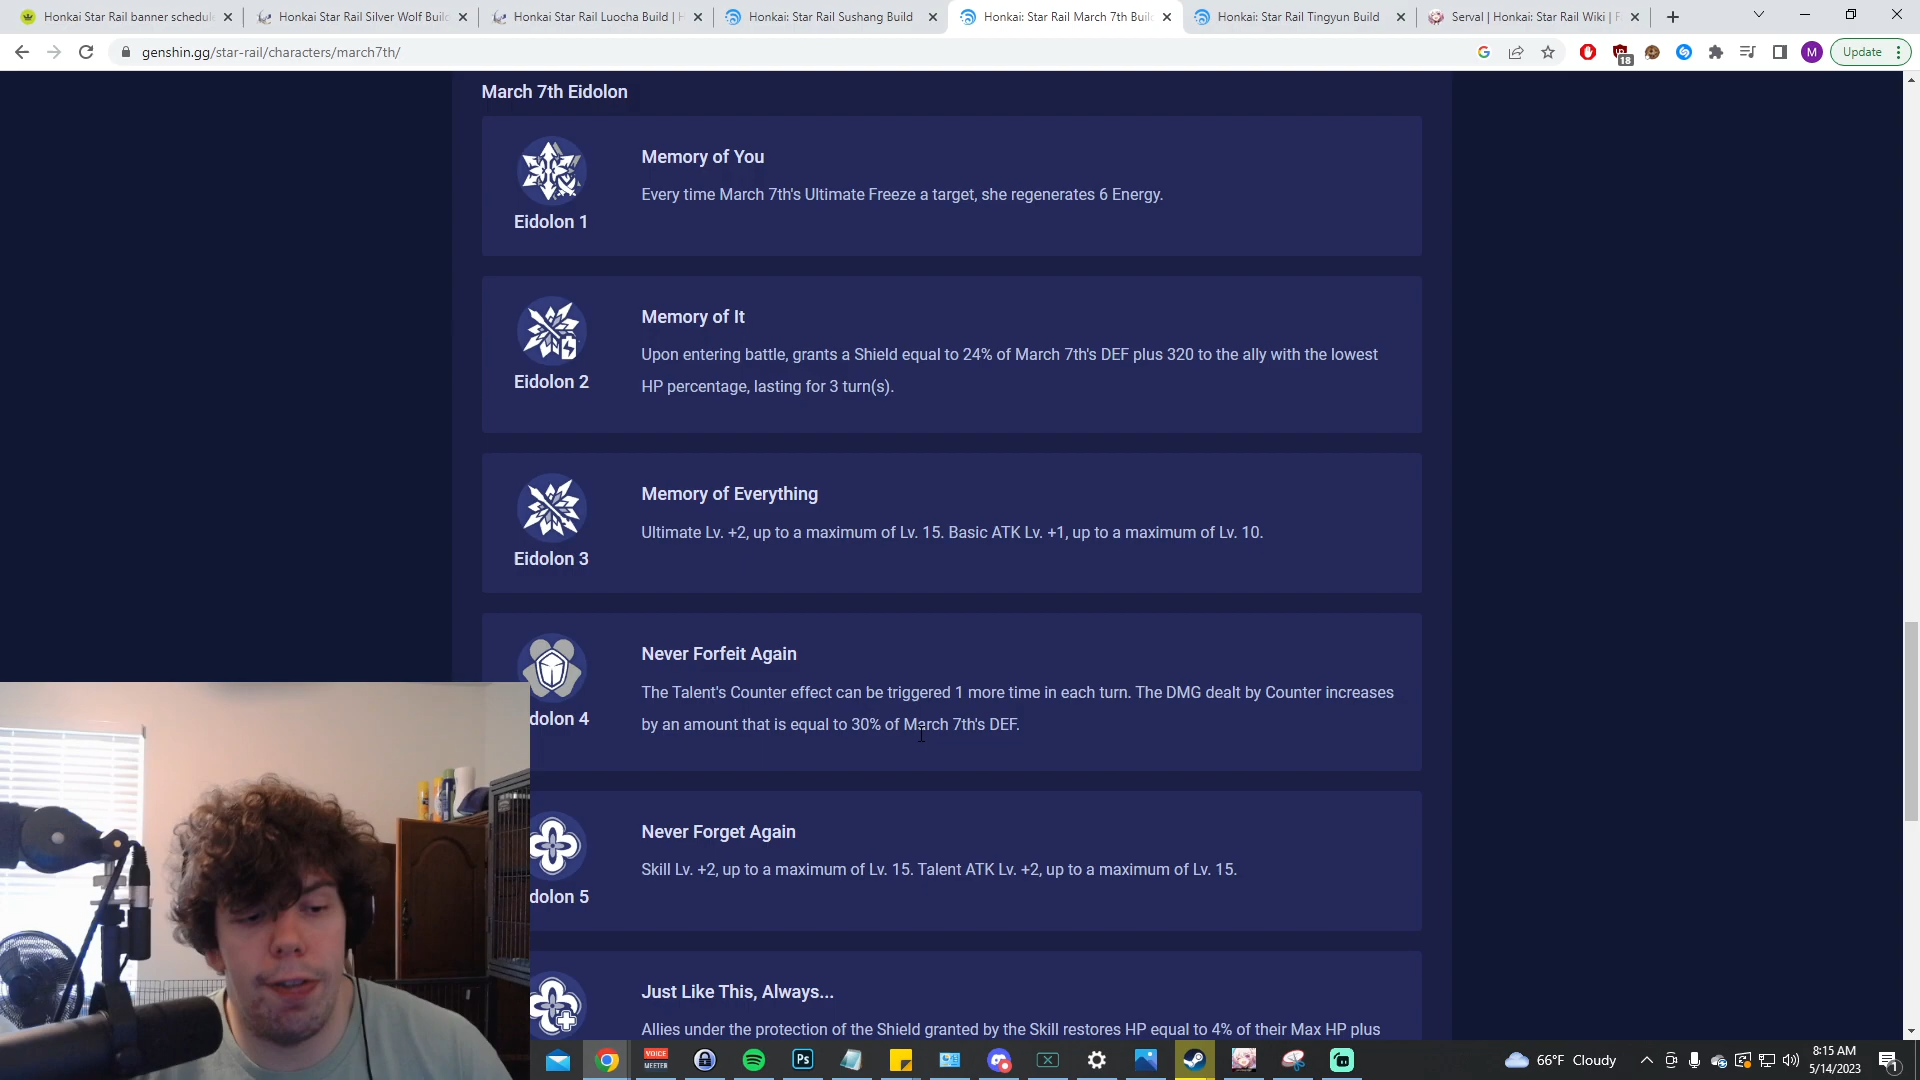 Honkai Star Rail banner schedul
Honkai Star: Rail Silver Wolf Buil
Honkai Star Rail Luocha Build | H
Honkai: Star Rail Sushang Build
Honkai: Star Rail March 7th Buil
Honkai: Star Rail Tingyun Build
Serval | Honkai: Star Rail Wiki | F
genshin.gg/star-rail/characters/march7th/
18
M
Update
March 7th Eidolon
Memory of You
Every time March 7th's Ultimate Freeze a target, she regenerates 6 Energy.
Eidolon 1
Memory of It
Upon entering battle, grants a Shield equal to 24% of March 7th's DEF plus 320 to the ally with the lowest
HP percentage, lasting for 3 turn(s).
Eidolon 2
Memory of Everything
Ultimate Lv. +2, up to a maximum of Lv. 15. Basic ATK Lv. +1, up to a maximum of Lv. 10.
Eidolon 3
Never Forfeit Again
The Talent's Counter effect can be triggered 1 more time in each turn. The DMG dealt by Counter increases
by an amount that is equal to 30% of March 7th's DEF.
dolon 4
Never Forget Again
Skill Lv. +2, up to a maximum of Lv. 15. Talent ATK Lv. +2, up to a maximum of Lv. 15.
dolon 5
Just Like This, Always...
Allies under the protection of the Shield granted by the Skill restores HP equal to 4% of their Max HP plus
VOICE
MEETER
Ps
66°F Cloudy
8:15 AM
5/14/2023
1